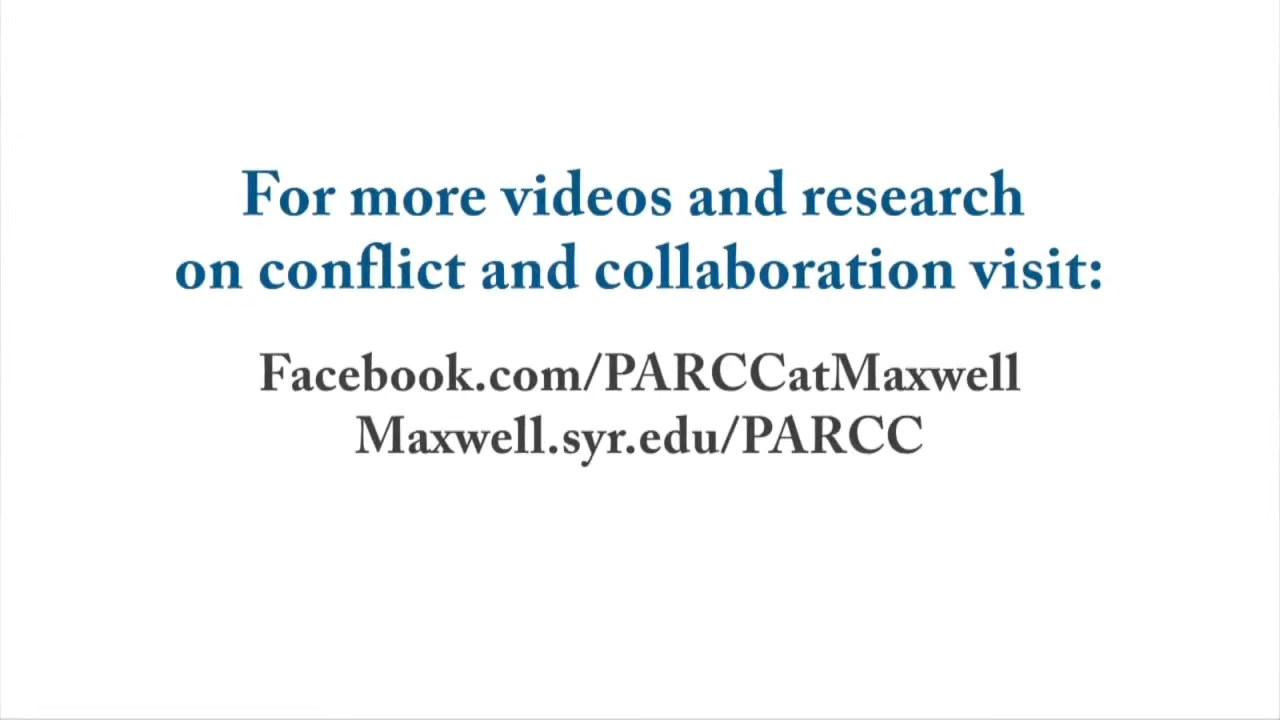 For more videos and research
on conflict and collaboration visit:
Facebook.com/PARCCatMaxwell
Maxwell.syr.edu/PARCC